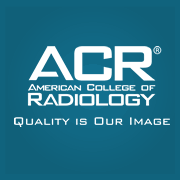 ACR®
American College of
Radiology
Quality is Our Image